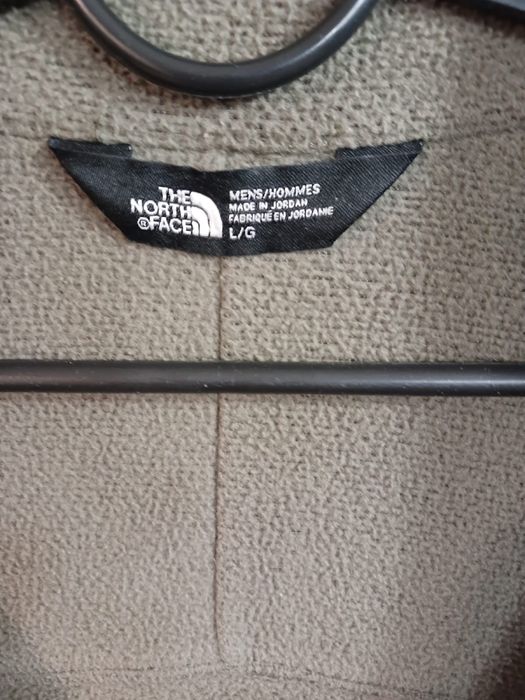 THE
NORTH
®FACE
MENS/HOMMES
MADE IN JORDAN
FABRIQUÉ EN JORDANIE
L/G